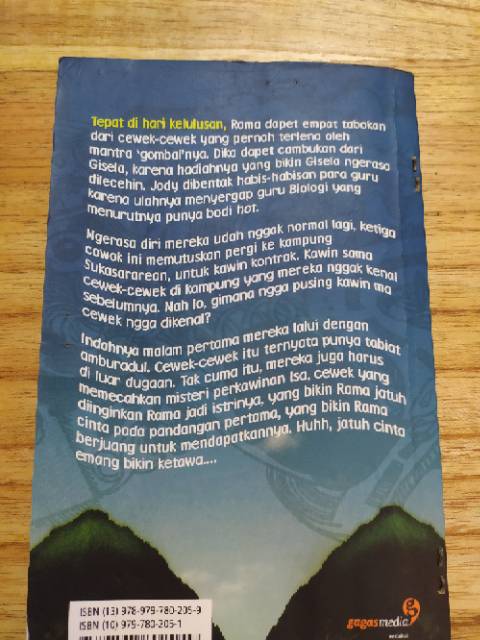 Tepat di hari kelulusan, Rama dapet empat tabokan
dari cewek-cewek yang pernah terlena oleh
mantra 'gombal'nya. Dika dapet cambukan dari
Gisela, karena hadiahnya yang bikin Gisela ngerasa
dilecehin. Jody dibentak habis-habisan para guru
karena ulahnya menyergap guru Biologi yang
menurutnya punya bodi hot.
Ngerasa diri mereka udah nggak normal lagi, ketiga
cowok ini memutuskan pergi ke kampung
Sukasararean, untuk kawin kontrak. Kawin sama
cewek-cewek di kampung yang mereka nggak kenal
sebelumnya. Nah lo, gimana ngga pusing kawin ma
cewek ngga dikenal?
Indahnya malam pertama mereka lalui dengan
amburadul. Cewek-cewek itu ternyata punya tabiat
di luar dugaan. Tak cuma itu, mereka juga harus
memecahkan misteri perkawinan Isa, cewek yang
diinginkan Rama jadi istrinya, yang bikin Rama jatuh
cinta pada pandangan pertama, yang bikin Rama
berjuang untuk mendapatkannya. Huhh, jatuh cinta
emang bikin ketawa....
ISBN (13) 978-979-780-205-9
ISBN (10) 979-780-205-1
gagasmedia